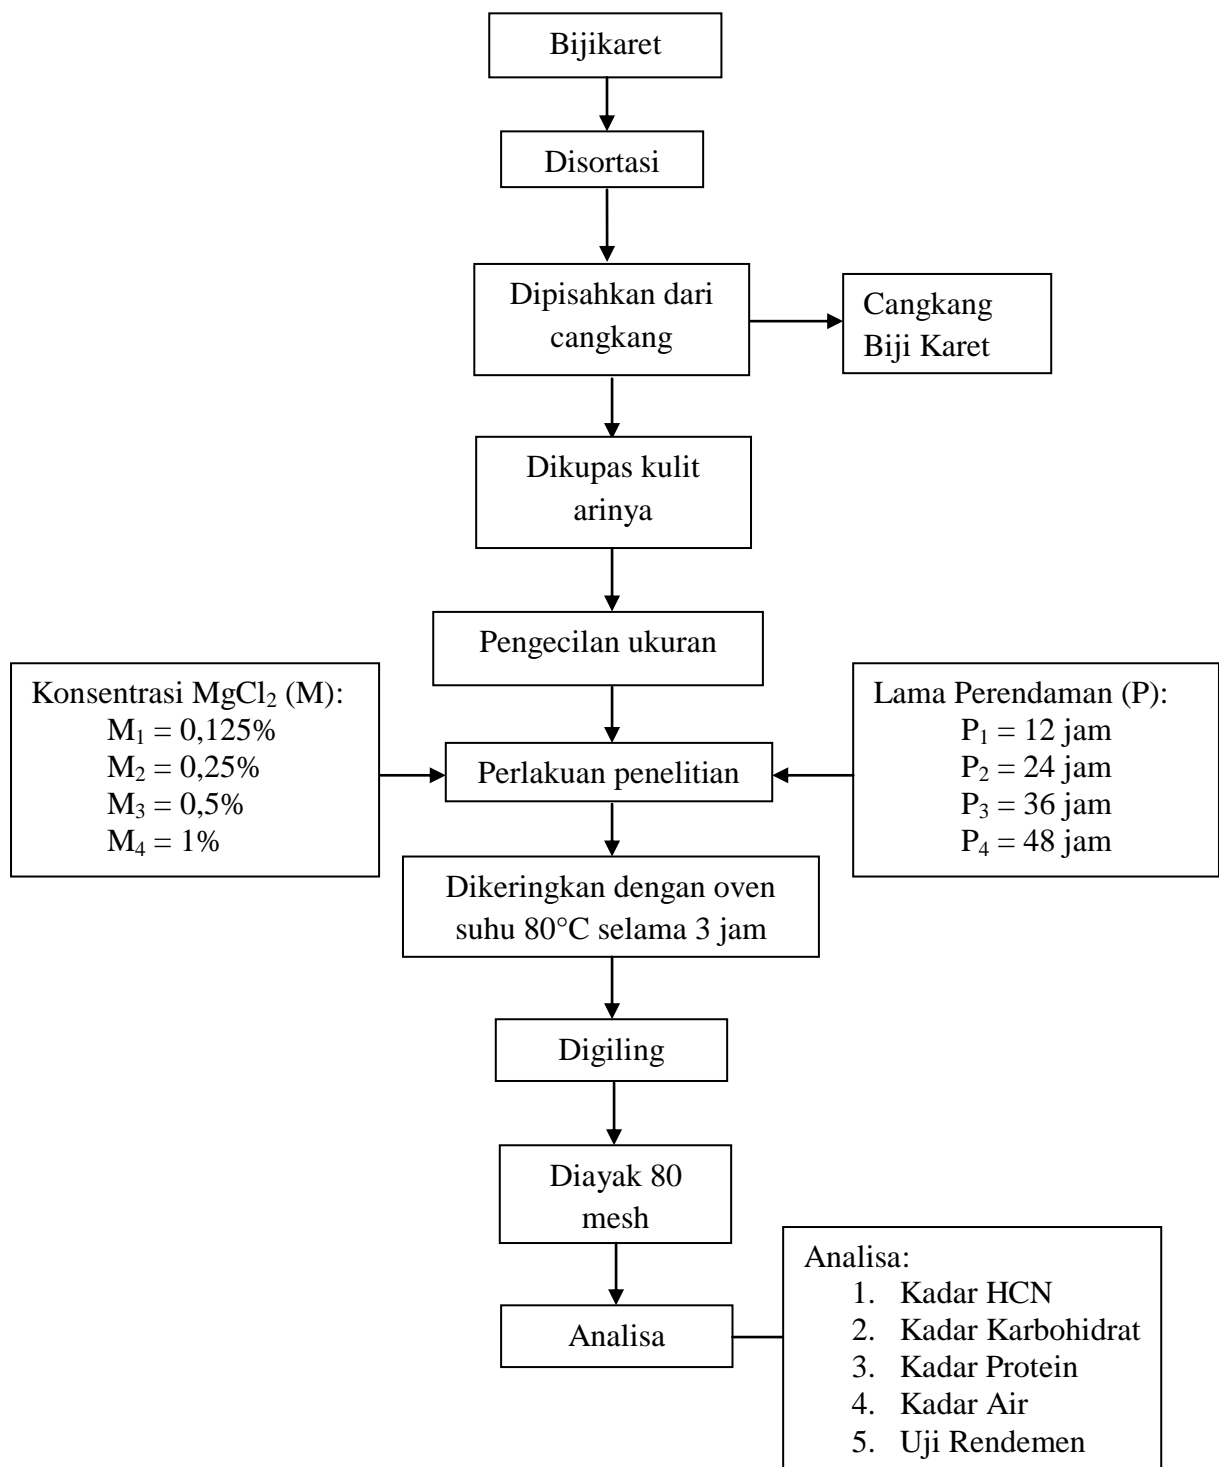 Bijikaret
Disortasi
Dipisahkan dari
cangkang
Cangkang
Biji Karet
Dikupas kulit
arinya
Pengecilan ukuran
Konsentrasi MgCl₂ (M):
M₁ = 0,125%
M₂ = 0,25%
M₃ = 0,5%
M₄ = 1%
Perlakuan penelitian
Lama Perendaman (P):
P₁ = 12 jam
P₂ = 24 jam
P₃ = 36 jam
P₄ = 48 jam
Dikeringkan dengan oven
suhu 80°C selama 3 jam
Digiling
Diayak 80
mesh
Analisa
Analisa:
1. Kadar HCN
2. Kadar Karbohidrat
3. Kadar Protein
4. Kadar Air
5. Uji Rendemen